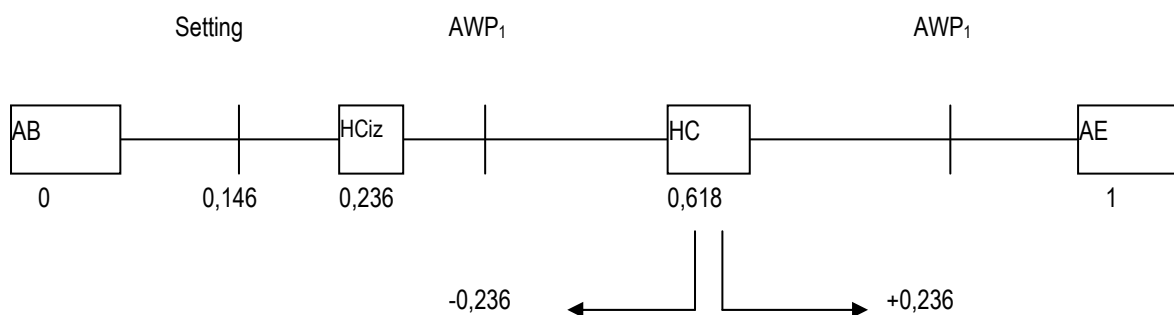 Setting AWP₁ AWP₁
AB HCiz HC AE
0 0,146 0,236 0,618 1
-0,236 +0,236